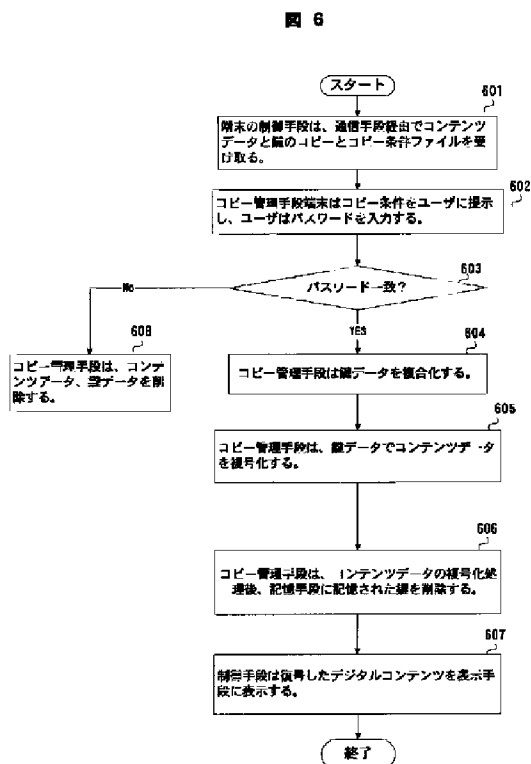 図 6
スタート
601
端末の制御手段は、通信手段経由でコンテンツ
データと鍵のコピーとコピー条件ファイルを受
け取る。
602
コピー管理手段端末はコピー条件をユーザに提示
し、ユーザはパスワードを入力する。
603
パスワード一致?
No
YES
608
コピー管理手段は、コンテ
ンツデータ、鍵データを削
除する。
604
コピー管理手段は鍵データを複合化する。
605
コピー管理手段は、鍵データでコンテンツデータ
を復号化する。
606
コピー管理手段は、コンテンツデータの復号化処
理後、記憶手段に記憶された鍵を削除する。
607
制御手段は復号したデジタルコンテンツを表示手
段に表示する。
終了